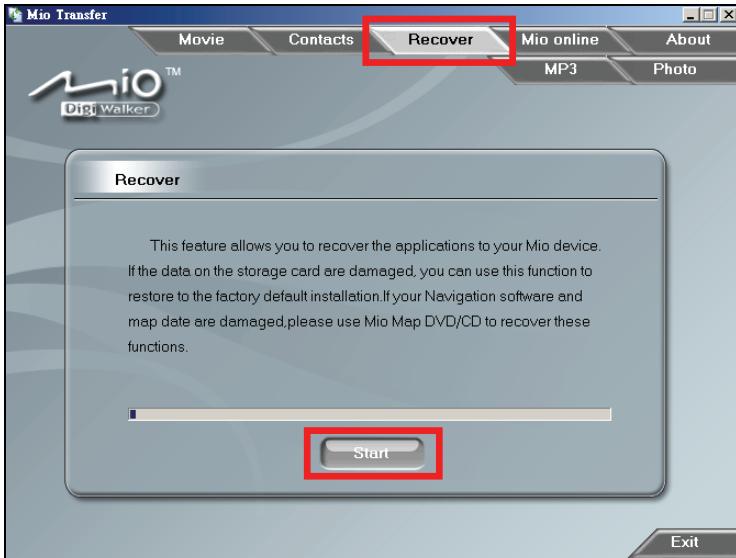 Mio Transfer
Movie Contacts Recover Mio online About
MP3 Photo
Mio TM
Digi Walker
Recover
This feature allows you to recover the applications to your Mio device.
If the data on the storage card are damaged, you can use this function to
restore to the factory default installation.If your Navigation software and
map date are damaged,please use Mio Map DVD/CD to recover these
functions.
Start
Exit